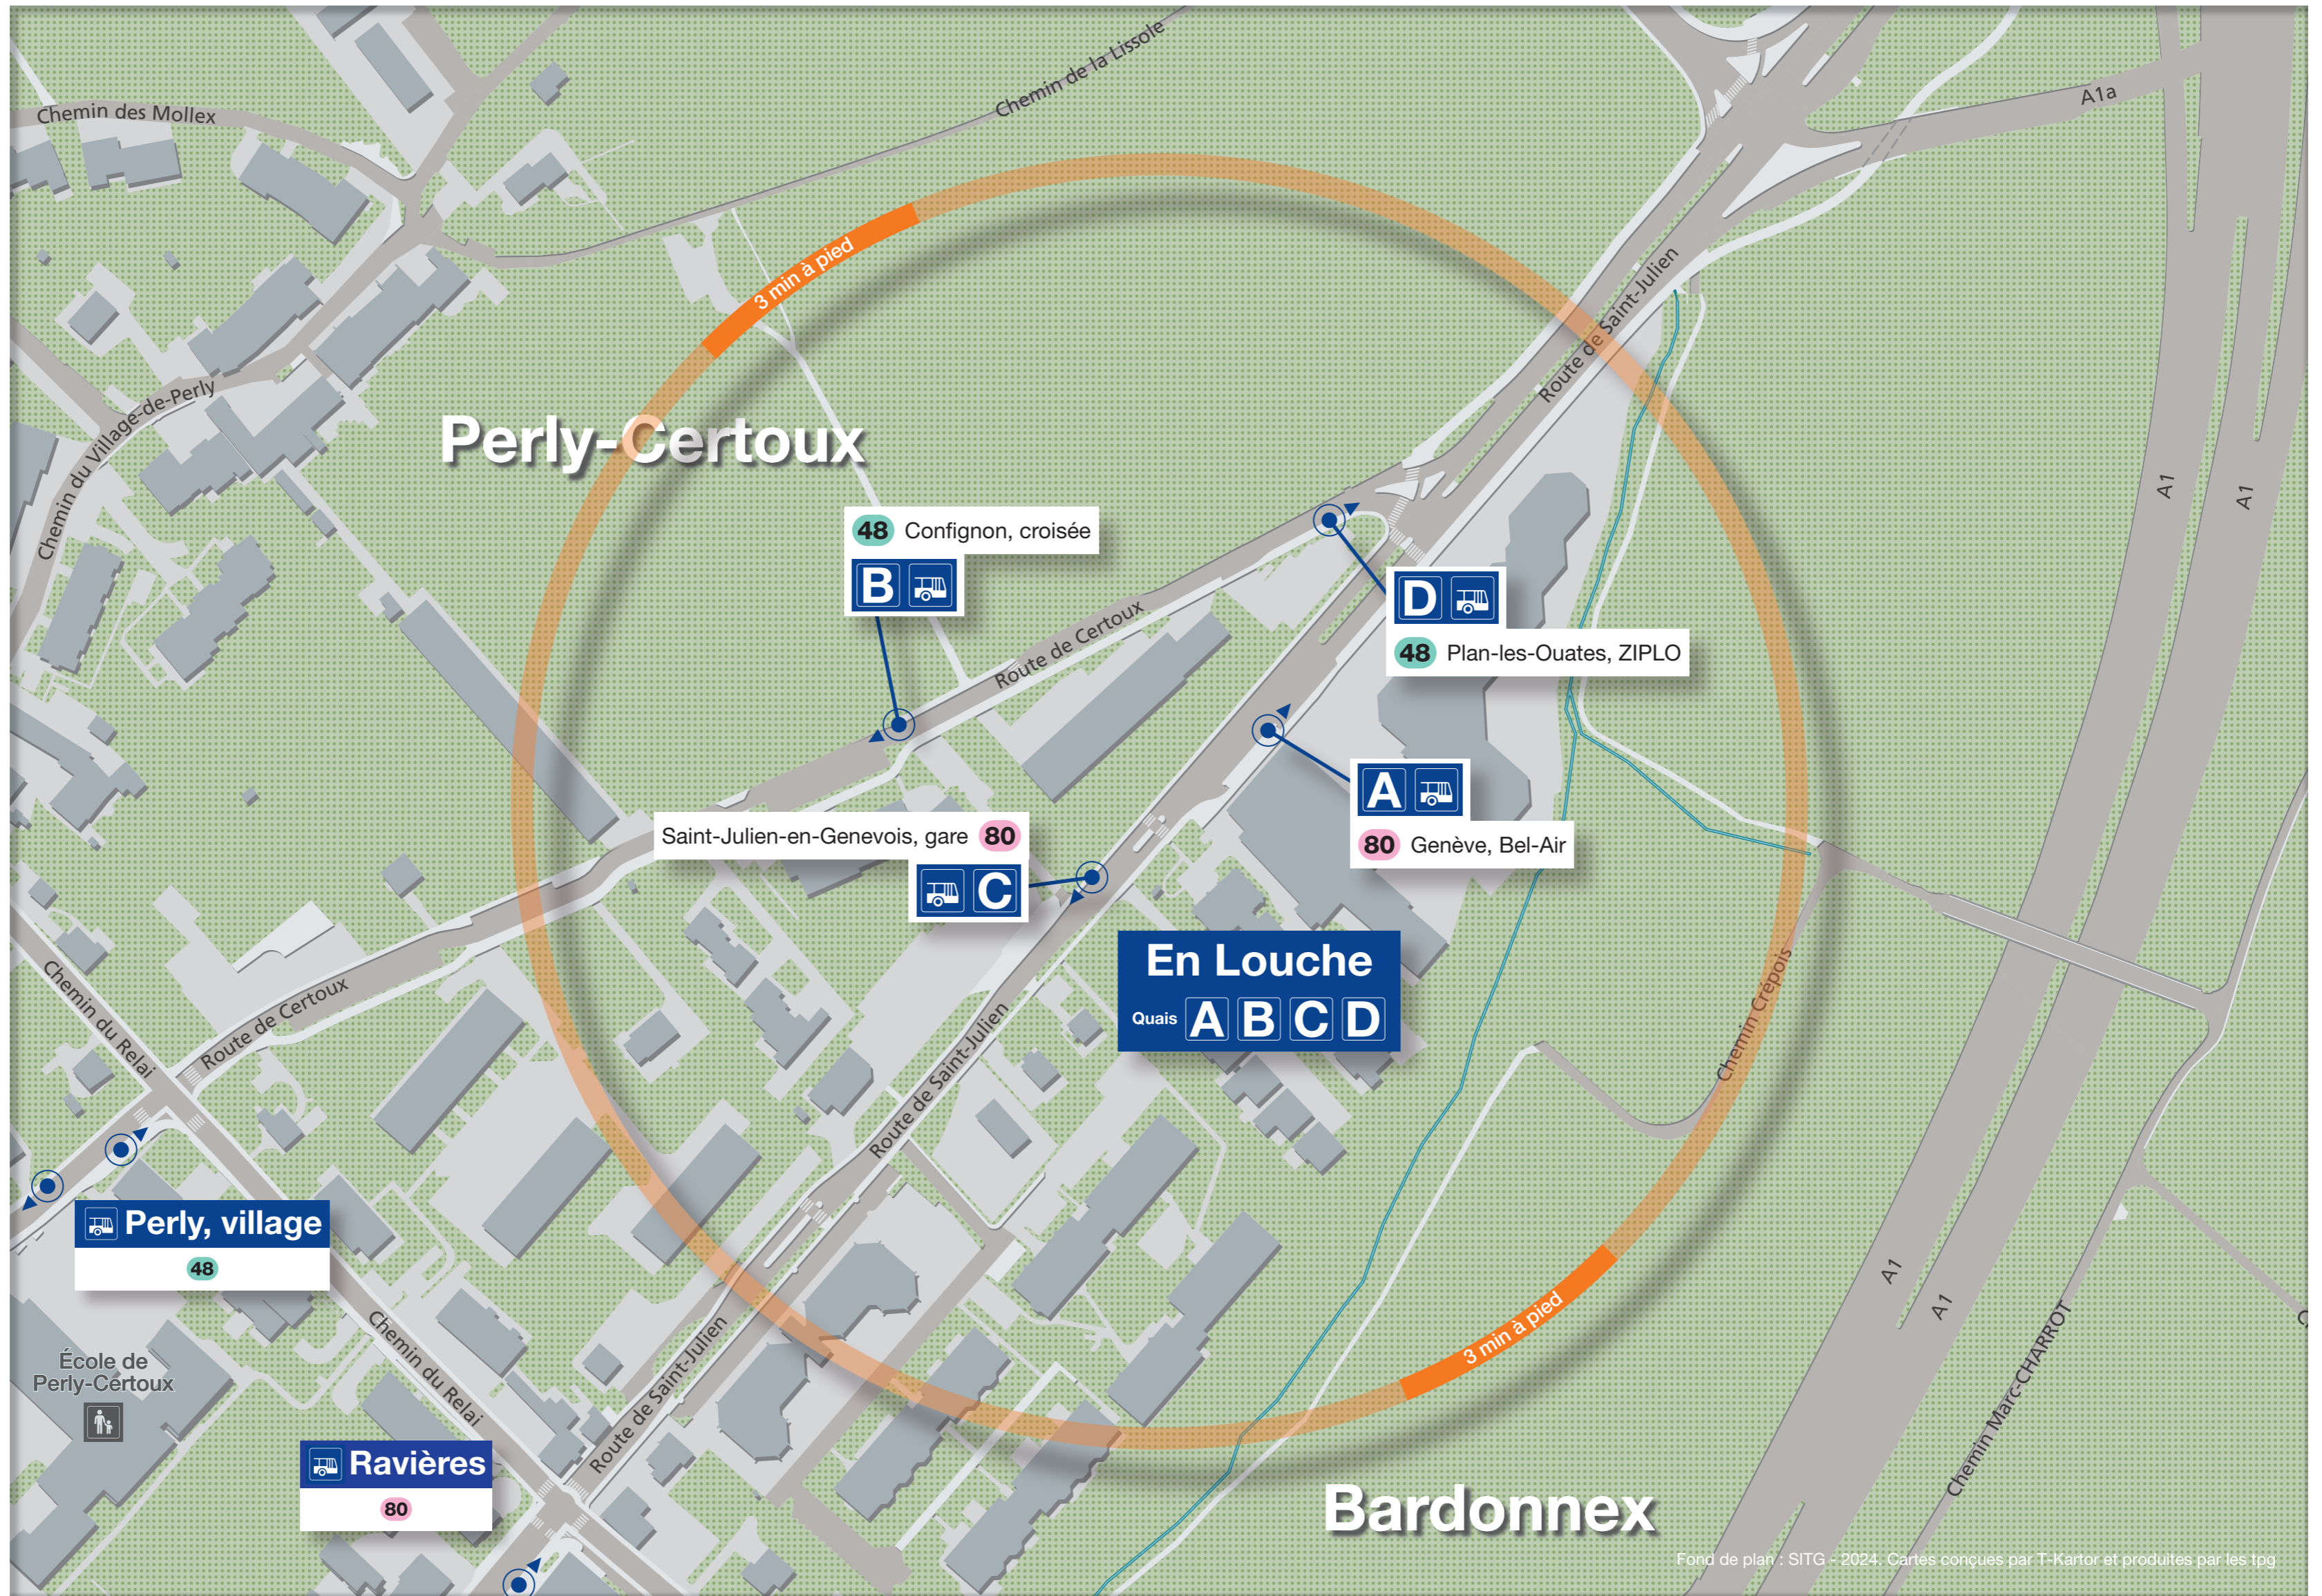 Chemin de la Lissole
A1a
Chemin des Mollex
3 min à pied
Route de Saint-Julien
Chemin du Village-de-Perly
Perly-Certoux
A1
A1
48 Confignon, croisée
B
D
48 Plan-les-Ouates, ZIPLO
Route de Certoux
A
80 Genève, Bel-Air
Saint-Julien-en-Genevois, gare 80
C
En Louche
Quais A B C D
Chemin du Relai
Route de Certoux
Chemin Crépois
Route de Saint-Julien
Perly, village
48
A1
A1
3 min à pied
Chemin Marc-CHARROT
Chemin du Relai
Route de Saint-Julien
École de
Perly-Certoux
Ravières
80
Bardonnex
Fond de plan : SITG - 2024. Cartes conçues par T-Kartor et produites par les tpg